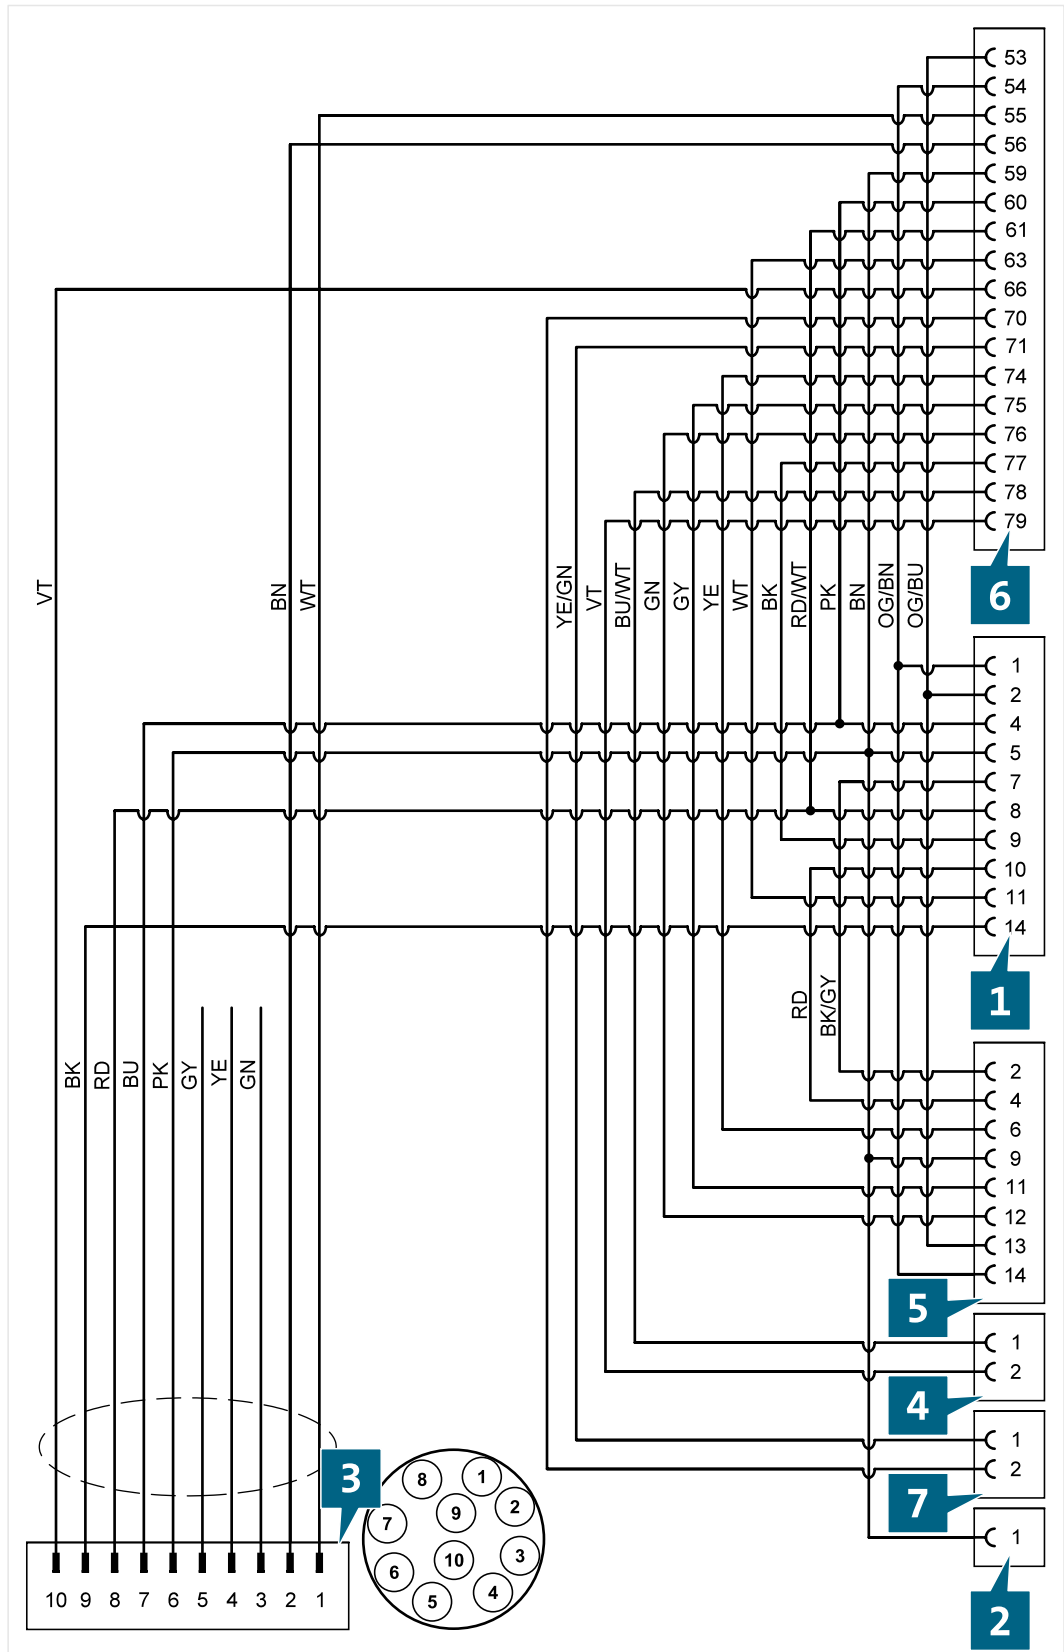 53
54
55
56
59
60
61
63
66
70
71
74
75
76
77
78
79
6
VT
BN
WT
YE/GN
VT
BU/WT
GN
GY
YE
WT
BK
RD/WT
PK
BN
OG/BN
OG/BU
1
2
4
5
7
8
9
10
11
14
1
RD
BK/GY
BK
RD
BU
PK
GY
YE
GN
2
4
6
9
11
12
13
14
5
1
2
4
1
2
7
1
2
3
10 9 8 7 6 5 4 3 2 1
8
1
9
2
7
10
3
6
5
4